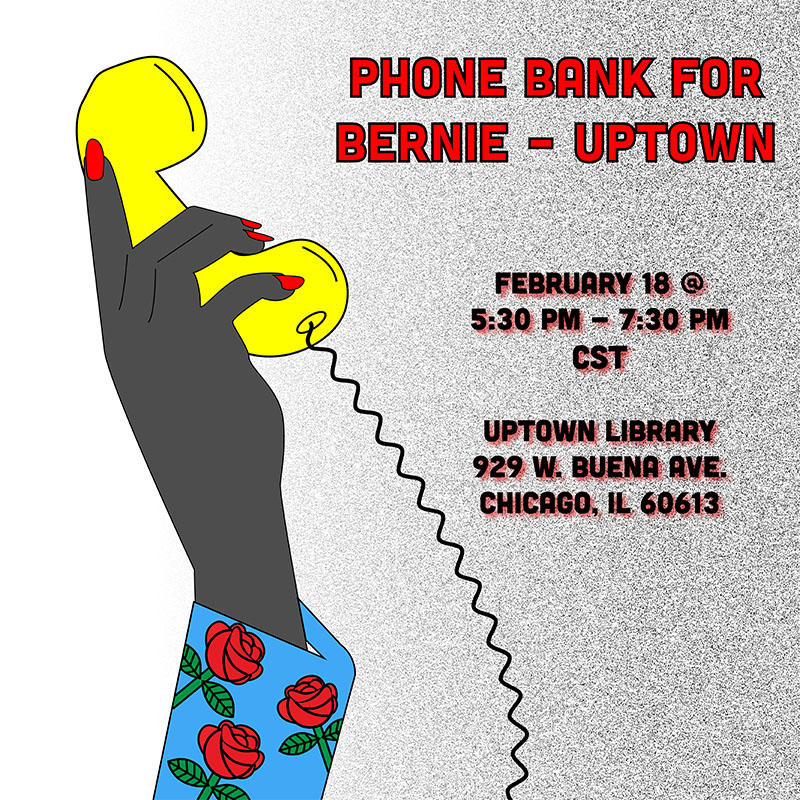 PHONE BANK FOR
BERNIE – UPTOWN
FEBRUARY 18 @
5:30 PM – 7:30 PM
CST
UPTOWN LIBRARY
929 W. BUENA AVE.
CHICAGO, IL 60613